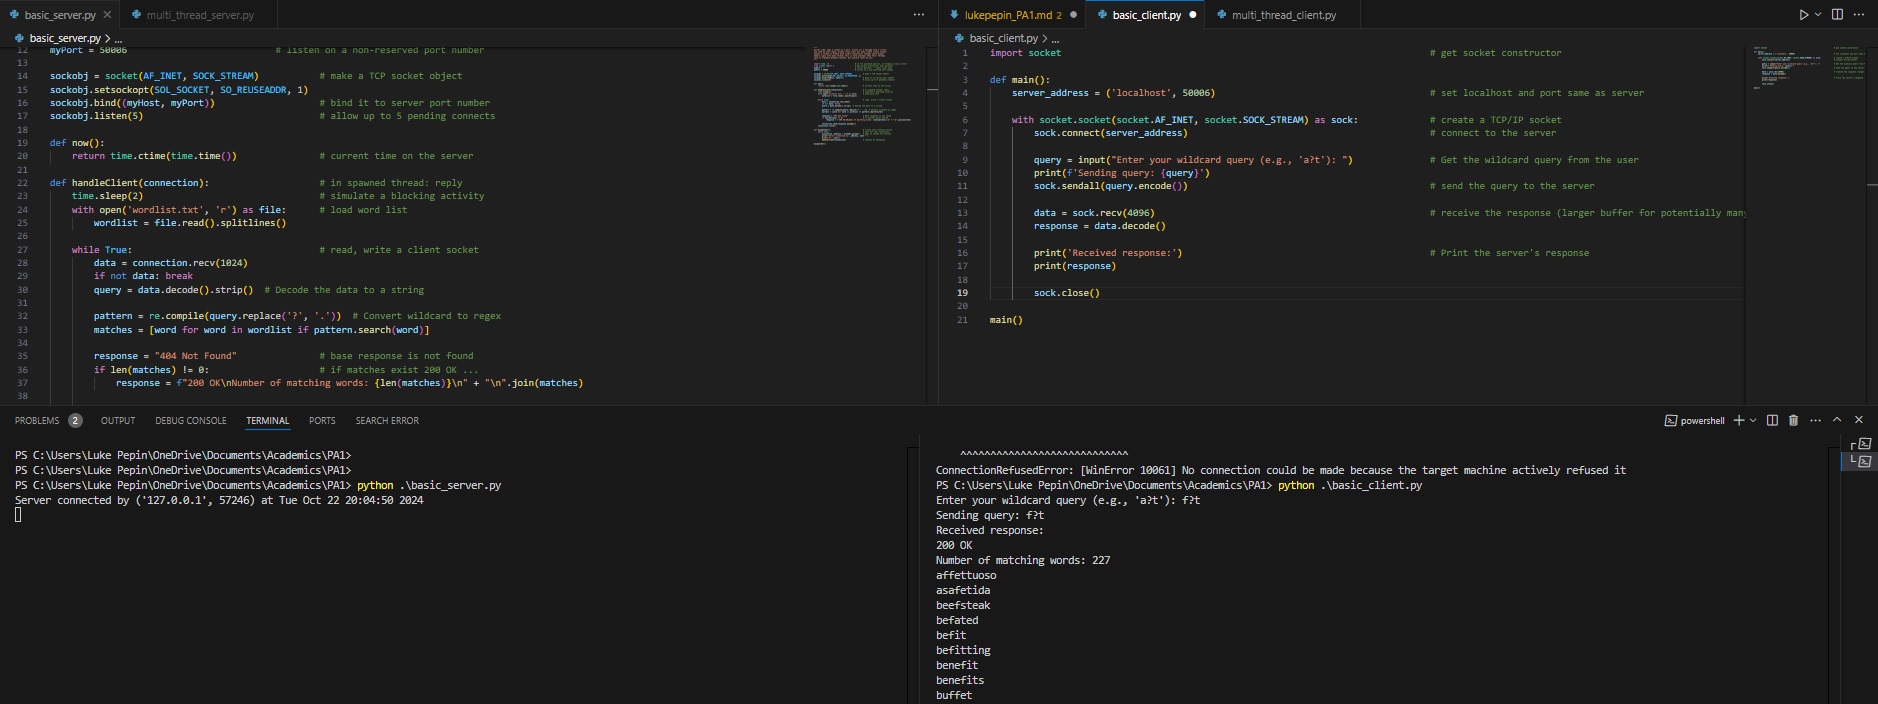 basic_server.py
multi_thread_server.py
basic_server.py > ...
12 myPort = 50006 # listen on a non-reserved port number
13
14 sockobj = socket(AF_INET, SOCK_STREAM) # make a TCP socket object
15 sockobj.setsockopt(SOL_SOCKET, SO_REUSEADDR, 1)
16 sockobj.bind((myHost, myPort)) # bind it to server port number
17 sockobj.listen(5) # allow up to 5 pending connects
18
19 def now():
20 return time.ctime(time.time()) # current time on the server
21
22 def handleClient(connection): # in spawned thread: reply
23 time.sleep(2) # simulate a blocking activity
24 with open('wordlist.txt', 'r') as file: # load word list
25 wordlist = file.read().splitlines()
26
27 while True: # read, write a client socket
28 data = connection.recv(1024)
29 if not data: break
30 query = data.decode().strip() # Decode the data to a string
31
32 pattern = re.compile(query.replace('?', '.')) # Convert wildcard to regex
33 matches = [word for word in wordlist if pattern.search(word)]
34
35 response = "404 Not Found" # base response is not found
36 if len(matches) != 0: # if matches exist 200 OK ...
37 response = f"200 OK\nNumber of matching words: {len(matches)}\n" + "\n".join(matches)
38
lukepepin_PA1.md 2
basic_client.py
multi_thread_client.py
basic_client.py > ...
1 import socket # get socket constructor
2
3 def main():
4 server_address = ('localhost', 50006) # set localhost and port same as server
5
6 with socket.socket(socket.AF_INET, socket.SOCK_STREAM) as sock: # create a TCP/IP socket
7 sock.connect(server_address) # connect to the server
8
9 query = input("Enter your wildcard query (e.g., 'a?t'): ") # Get the wildcard query from the user
10 print(f'Sending query: {query}')
11 sock.sendall(query.encode()) # send the query to the server
12
13 data = sock.recv(4096) # receive the response (larger buffer for potentially many
14 response = data.decode()
15
16 print('Received response:') # Print the server's response
17 print(response)
18
19 sock.close()
20
21 main()
PROBLEMS 2 OUTPUT DEBUG CONSOLE TERMINAL PORTS SEARCH ERROR
powershell
PS C:\Users\Luke Pepin\OneDrive\Documents\Academics\PA1>
PS C:\Users\Luke Pepin\OneDrive\Documents\Academics\PA1>
PS C:\Users\Luke Pepin\OneDrive\Documents\Academics\PA1> python .\basic_server.py
Server connected by ('127.0.0.1', 57246) at Tue Oct 22 20:04:50 2024
^^^^^^^^^^^^^^^^^^^^^^^^^^^^
ConnectionRefusedError: [WinError 10061] No connection could be made because the target machine actively refused it
PS C:\Users\Luke Pepin\OneDrive\Documents\Academics\PA1> python .\basic_client.py
Enter your wildcard query (e.g., 'a?t'): f?t
Sending query: f?t
Received response:
200 OK
Number of matching words: 227
affettuoso
asafetida
beefsteak
befated
befit
befitting
benefit
benefits
buffet